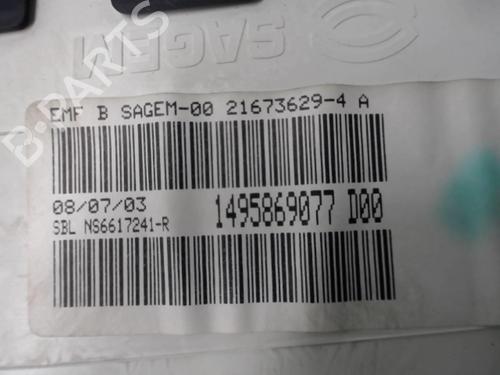 SAGEM
EMF B SAGEM-00 21673629-4 A
08/07/03
1495869077 D00
SBL NS6617241-R
B-PARTS